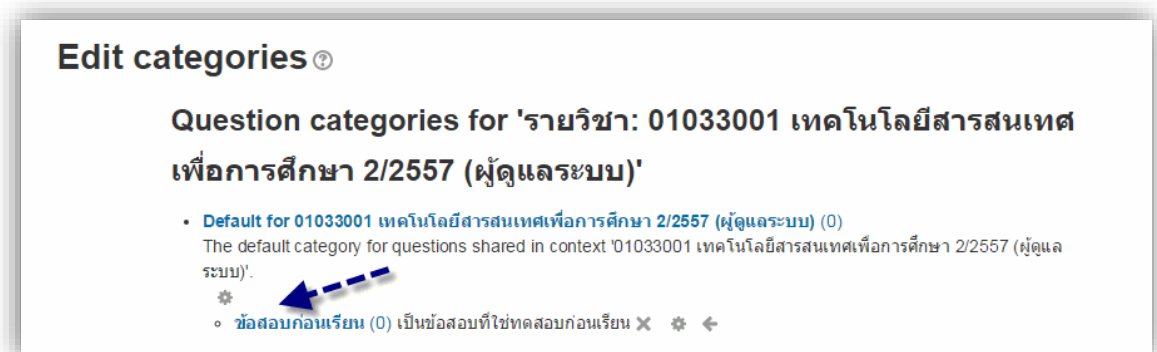 Edit categories
Question categories for 'รายวิชา: 01033001 เทคโนโลยีสารสนเทศ
เพื่อการศึกษา 2/2557 (ผู้ดูแลระบบ)'
Default for 01033001 เทคโนโลยีสารสนเทศเพื่อการศึกษา 2/2557 (ผู้ดูแลระบบ) (0)
The default category for questions shared in context '01033001 เทคโนโลยีสารสนเทศเพื่อการศึกษา 2/2557 (ผู้ดูแล
ระบบ)'.
ข้อสอบก่อนเรียน (0) เป็นข้อสอบที่ใช่ทดสอบก่อนเรียน